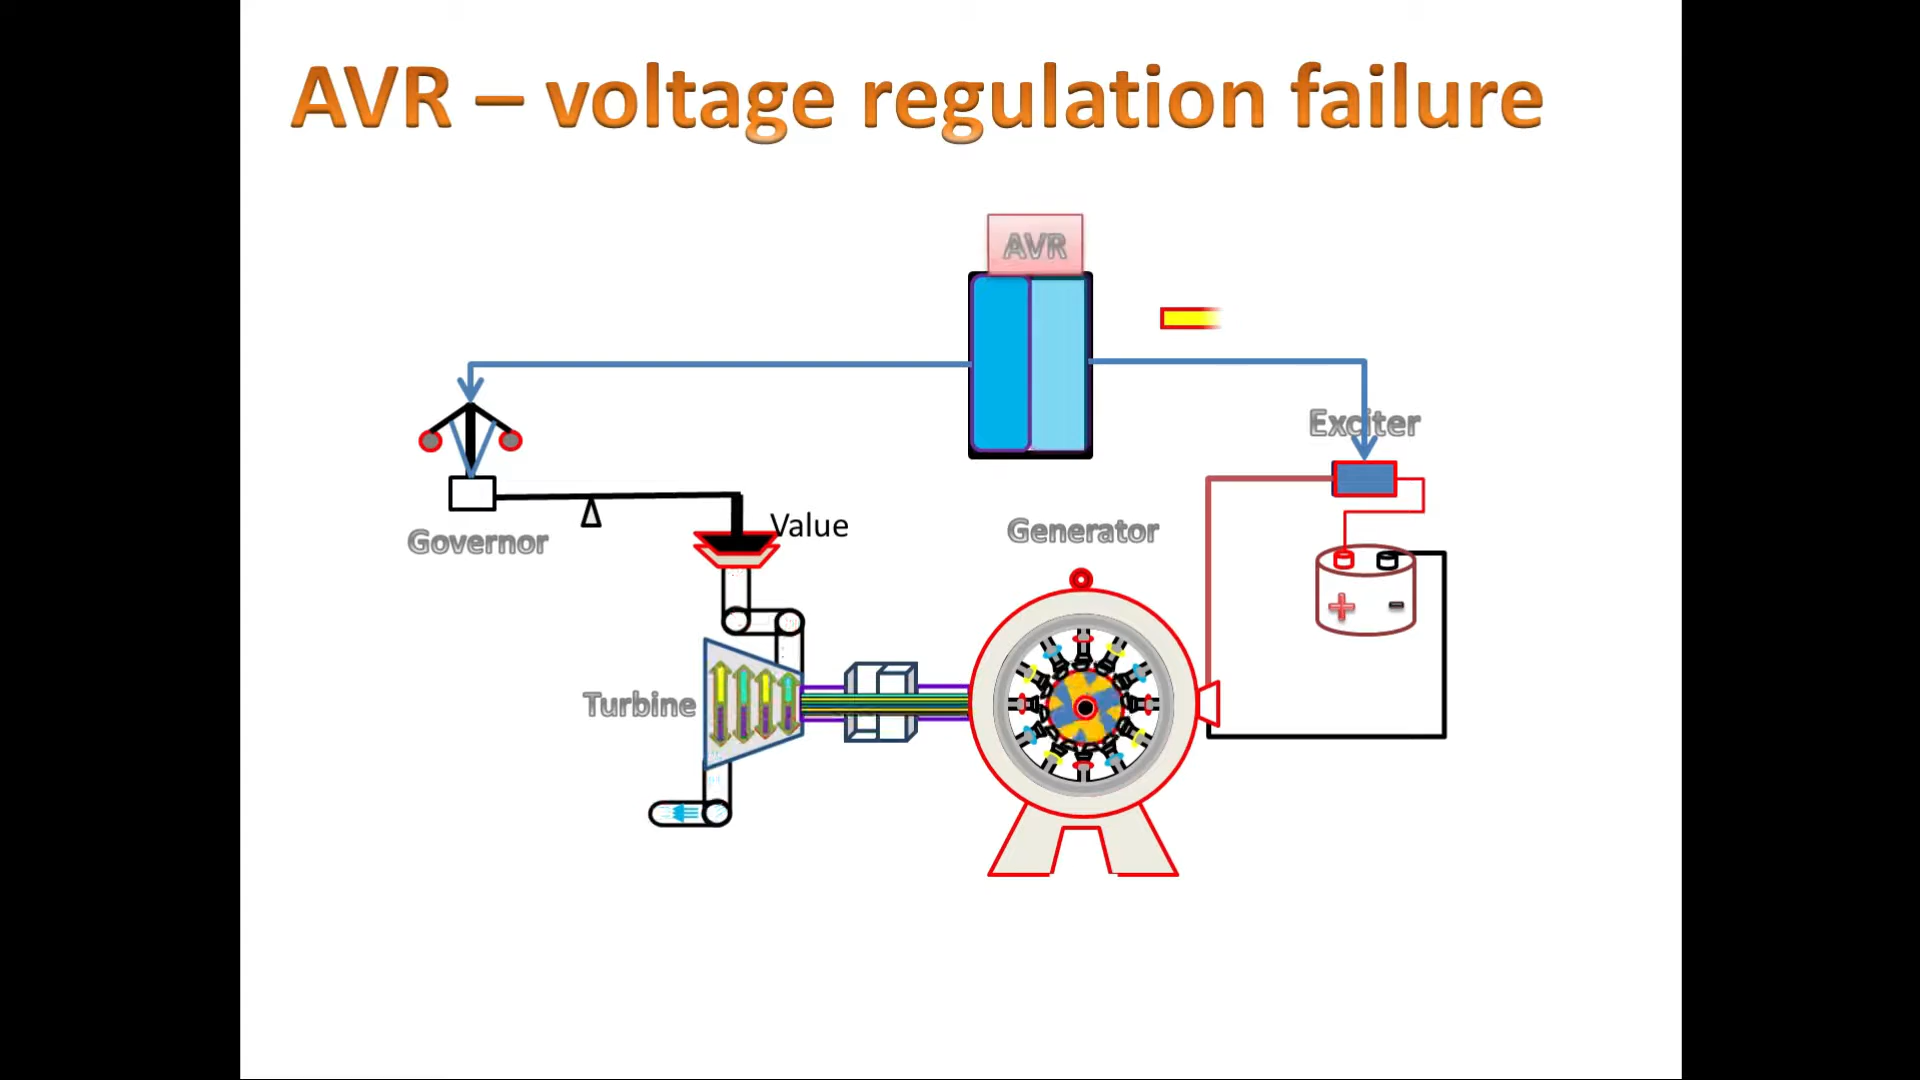 AVR – voltage regulation failure
AVR
Exciter
Value
Generator
Governor
+ -
Turbine